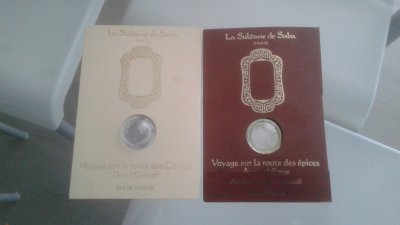 La Sultane de Saba
PARIS
Voyage sur la route des Délices
Fleur d'Oranger
EAU DE PARFUM
La Sultane de Saba
PARIS
Voyage sur la route des épices